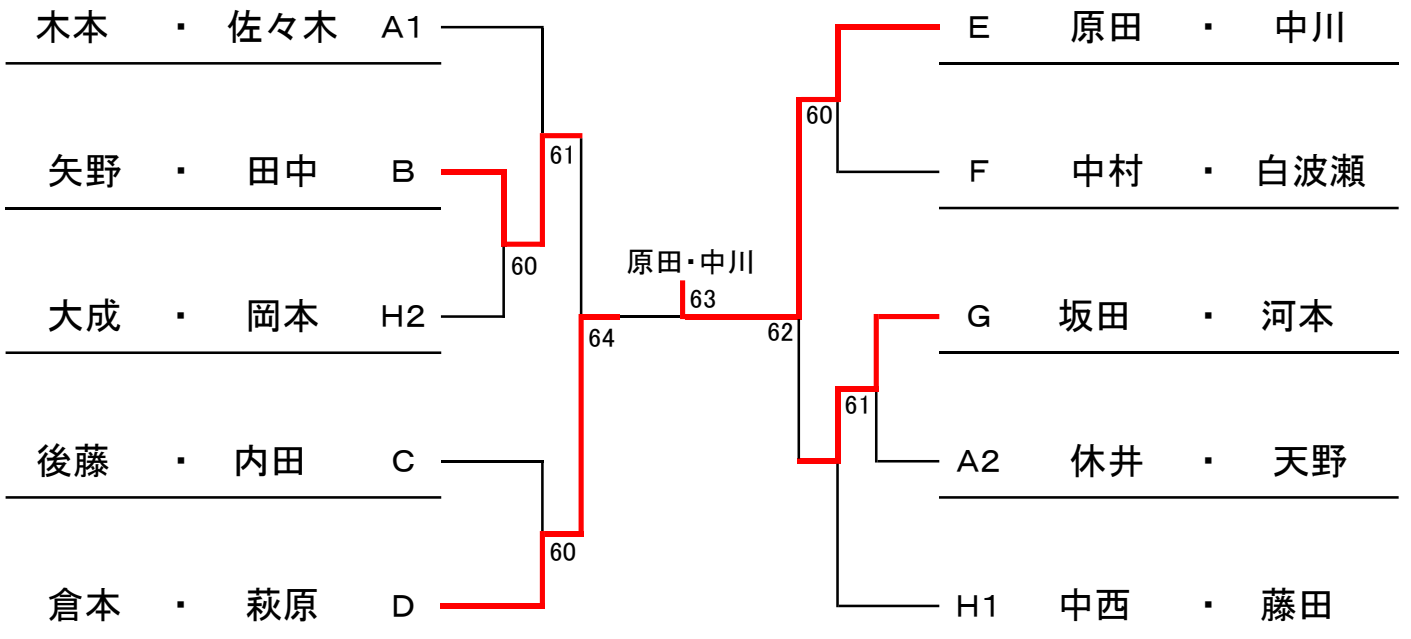 木本 ・ 佐々木 A1
E 原田 ・ 中川
60
61
矢野 ・ 田中 B
F 中村 ・ 白波瀬
60
原田・中川
63
大成 ・ 岡本 H2
64
62
G 坂田 ・ 河本
61
後藤 ・ 内田 C
A2 休井 ・ 天野
60
倉本 ・ 萩原 D
H1 中西 ・ 藤田